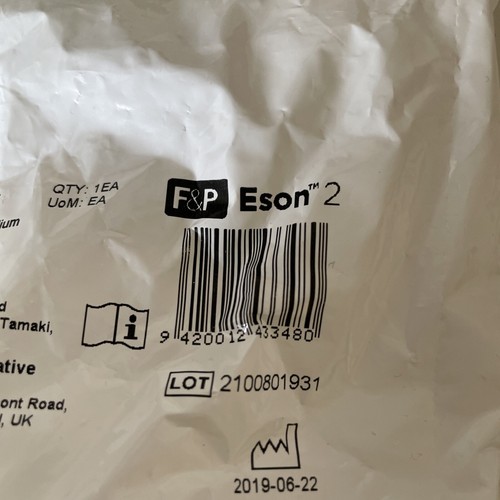 QTY: 1EA
UoM: EA
F&P Eson™ 2
ium
9 420012 433480
d
Tamaki,
ative
LOT 2100801931
ont Road,
, UK
2019-06-22